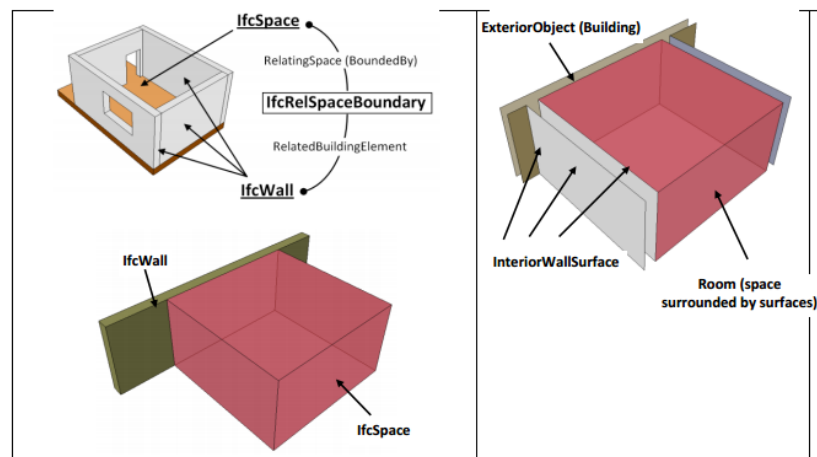 IfcSpace
RelatingSpace (BoundedBy)
IfcRelSpaceBoundary
RelatedBuildingElement
IfcWall
IfcWall
IfcSpace
ExteriorObject (Building)
InteriorWallSurface
Room (space
surrounded by surfaces)